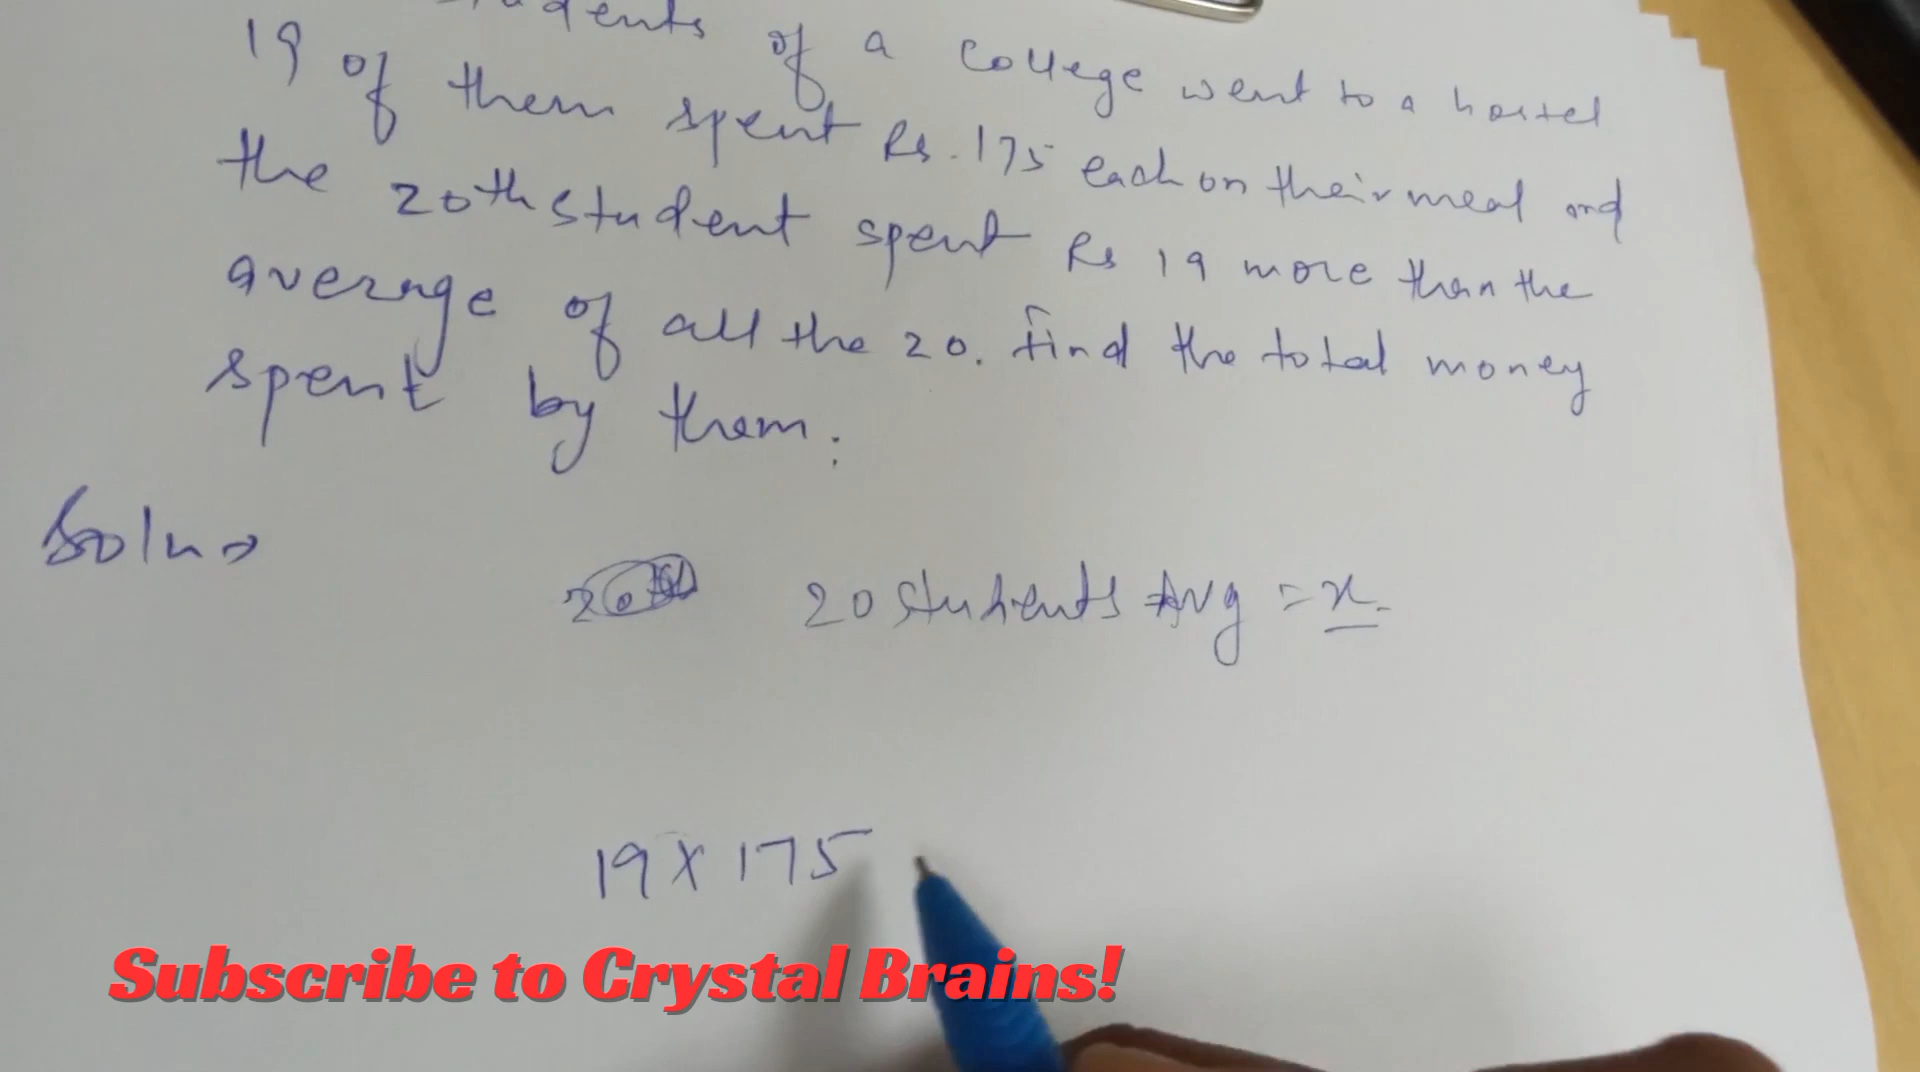 students of a College went to a hostel
19 of them spent Rs. 175 each on their meal and
the 20th student spent Rs 19 more than the
average of all the 20. Find the total money
spent by them.
Soln →
20 students Avg = x.
19 x 175
Subscribe to Crystal Brains!